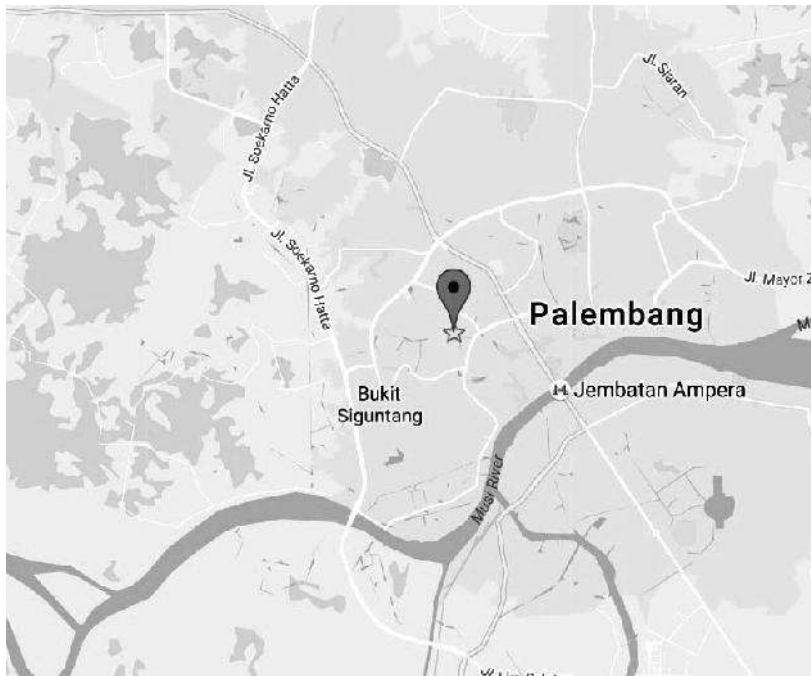 Jl. Siaran
Jl. Soekarno Hatta
Jl. Soekarno Hatta
Jl. Mayor Z
Palembang
Jembatan Ampera
Bukit
Siguntang
Musi River